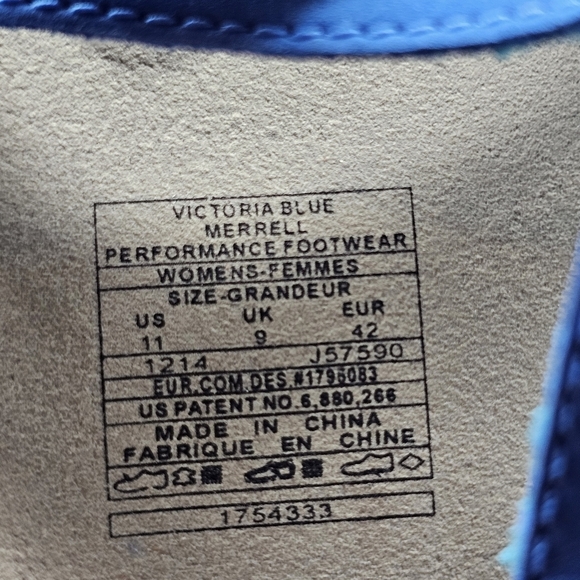 VICTORIA BLUE
MERRELL
PERFORMANCE FOOTWEAR
WOMENS-FEMMES
SIZE-GRANDEUR
US UK EUR
11 9 42
1214 J57590
EUR.COM.DES.#1796083
US PATENT NO.6,880,266
MADE IN CHINA
FABRIQUE EN CHINE
1754333